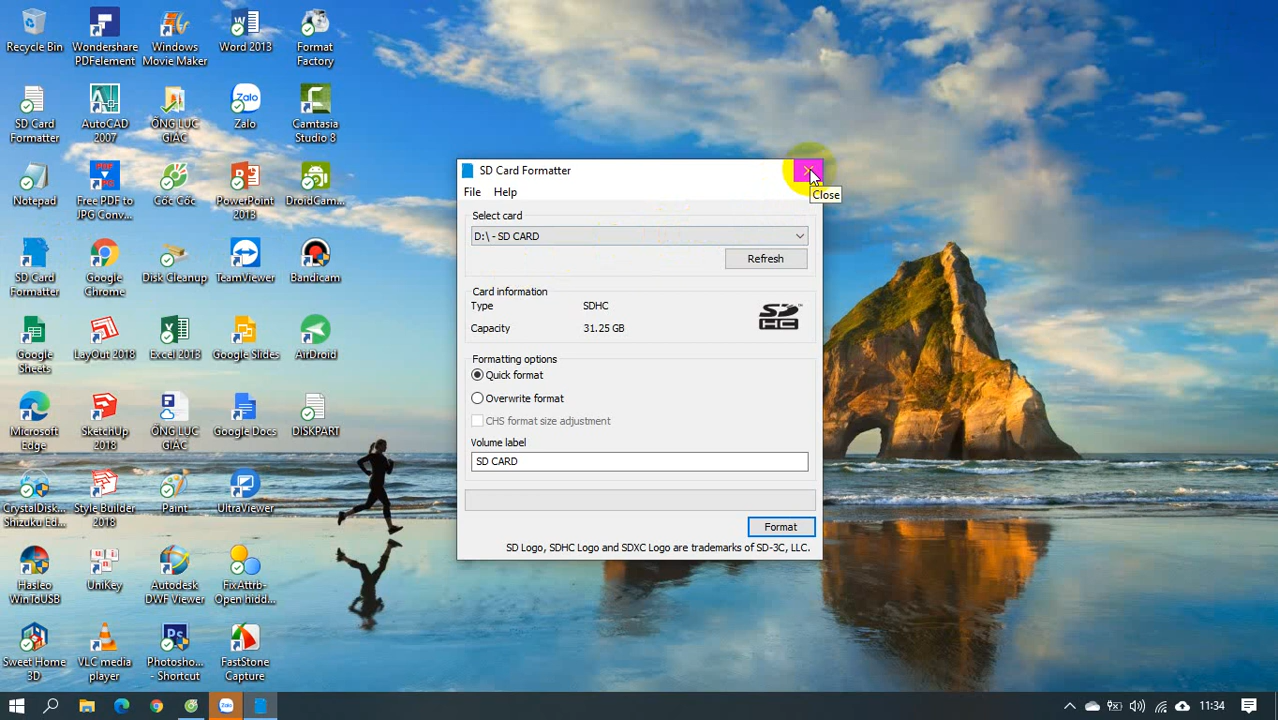 Recycle Bin
Wondershare
PDFelement
Windows
Movie Maker
Word 2013
Format
Factory
SD Card
Formatter
AutoCAD
2007
ỐNG LUC
GIÁC
Zalo
Camtasia
Studio 8
Notepad
Free PDF to
JPG Conv...
Cốc Cốc
PowerPoint
2013
DroidCam...
SD Card
Formatter
Google
Chrome
Disk Cleanup
TeamViewer
Bandicam
Google
Sheets
LayOut 2018
Excel 2013
Google Slides
AirDroid
Microsoft
Edge
SketchUp
2018
ỐNG LUC
GIÁC
Google Docs
DISKPART
CrystalDisk...
Shizuku Ed...
Style Builder
2018
Paint
UltraViewer
Hasleo
WinToUSB
UniKey
Autodesk
DWF Viewer
FixAttrb-
Open hidd...
Sweet Home
3D
VLC media
player
Photosho...
- Shortcut
FastStone
Capture
SD Card Formatter
Close
File Help
Select card
D:\ - SD CARD
Refresh
Card information
Type SDHC
Capacity 31.25 GB
SD HC
Formatting options
Quick format
Overwrite format
CHS format size adjustment
Volume label
SD CARD
Format
SD Logo, SDHC Logo and SDXC Logo are trademarks of SD-3C, LLC.
11:34